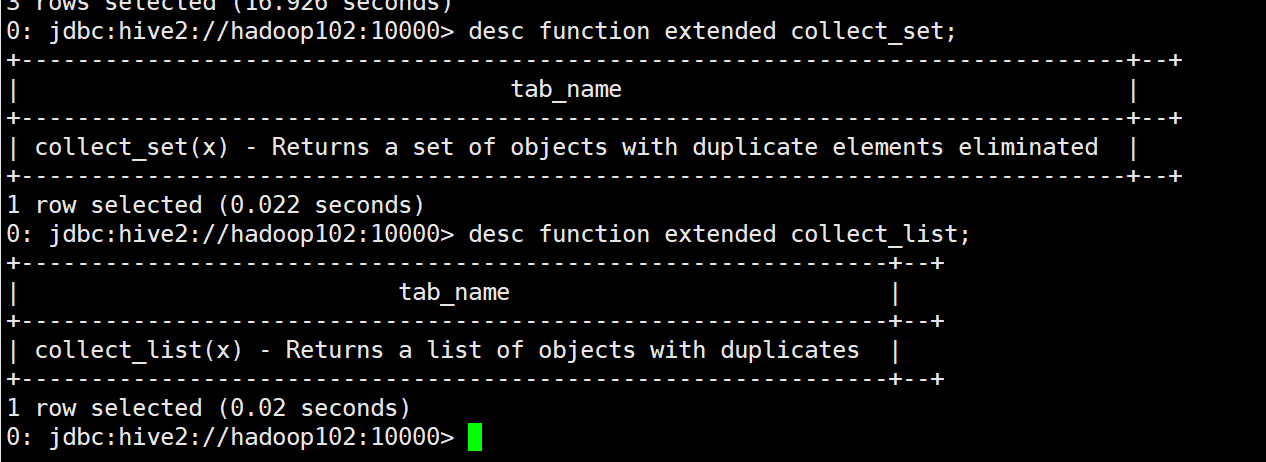 3 rows selected (16.926 seconds)
0: jdbc:hive2://hadoop102:10000> desc function extended collect_set;
+-------------------------------------------------------------------------------+--+
|                                   tab_name                                    |
+-------------------------------------------------------------------------------+--+
| collect_set(x) - Returns a set of objects with duplicate elements eliminated  |
+-------------------------------------------------------------------------------+--+
1 row selected (0.022 seconds)
0: jdbc:hive2://hadoop102:10000> desc function extended collect_list;
+--------------------------------------------------------------+--+
|                           tab_name                           |
+--------------------------------------------------------------+--+
| collect_list(x) - Returns a list of objects with duplicates  |
+--------------------------------------------------------------+--+
1 row selected (0.02 seconds)
0: jdbc:hive2://hadoop102:10000>